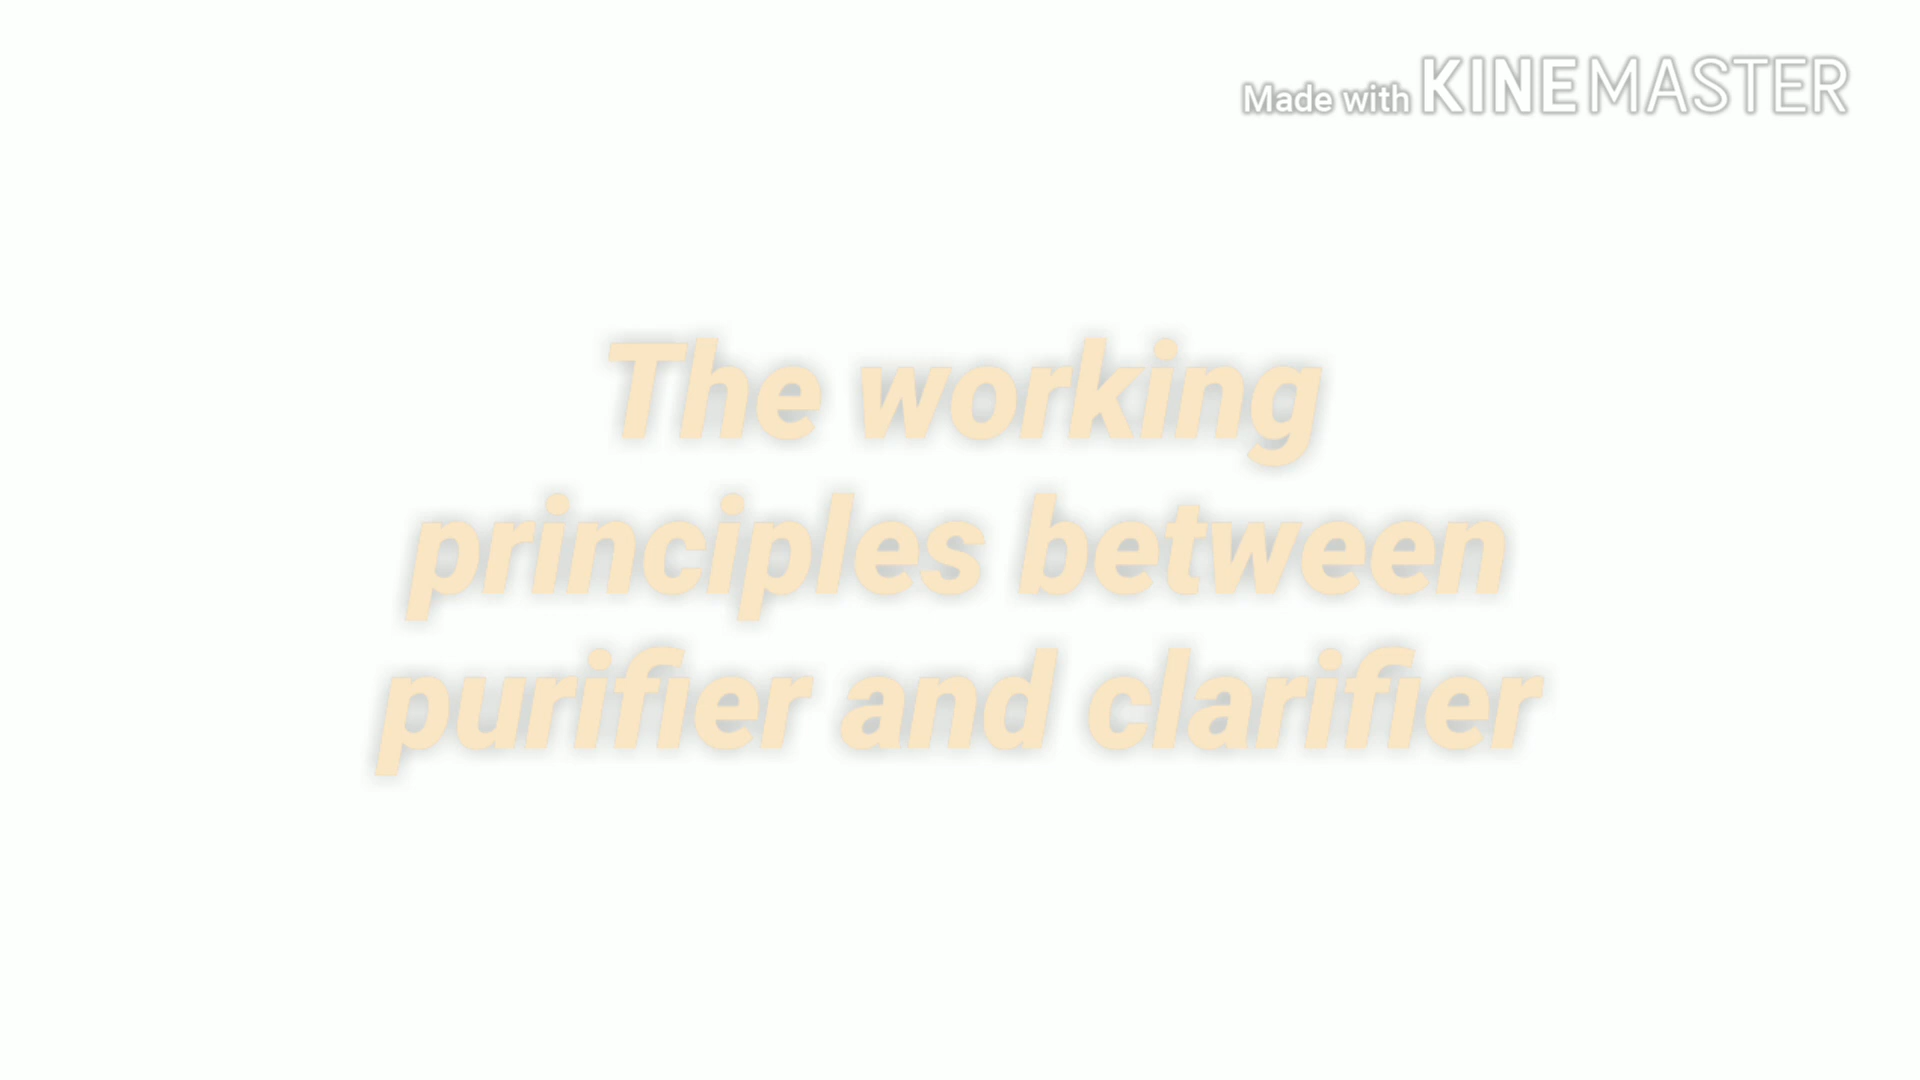 Made with KINEMASTER
The working
principles between
purifier and clarifier